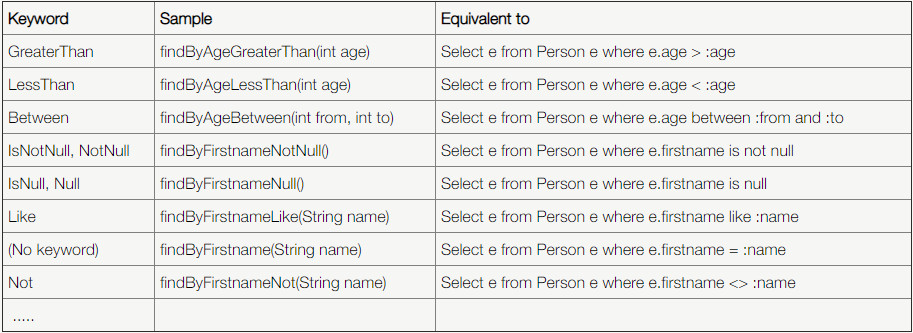 Keyword Sample Equivalent to
GreaterThan findByAgeGreaterThan(int age) Select e from Person e where e.age > :age
LessThan findByAgeLessThan(int age) Select e from Person e where e.age < :age
Between findByAgeBetween(int from, int to) Select e from Person e where e.age between :from and :to
IsNotNull, NotNull findByFirstnameNotNull() Select e from Person e where e.firstname is not null
IsNull, Null findByFirstnameNull() Select e from Person e where e.firstname is null
Like findByFirstnameLike(String name) Select e from Person e where e.firstname like :name
(No keyword) findByFirstname(String name) Select e from Person e where e.firstname = :name
Not findByFirstnameNot(String name) Select e from Person e where e.firstname <> :name
.....